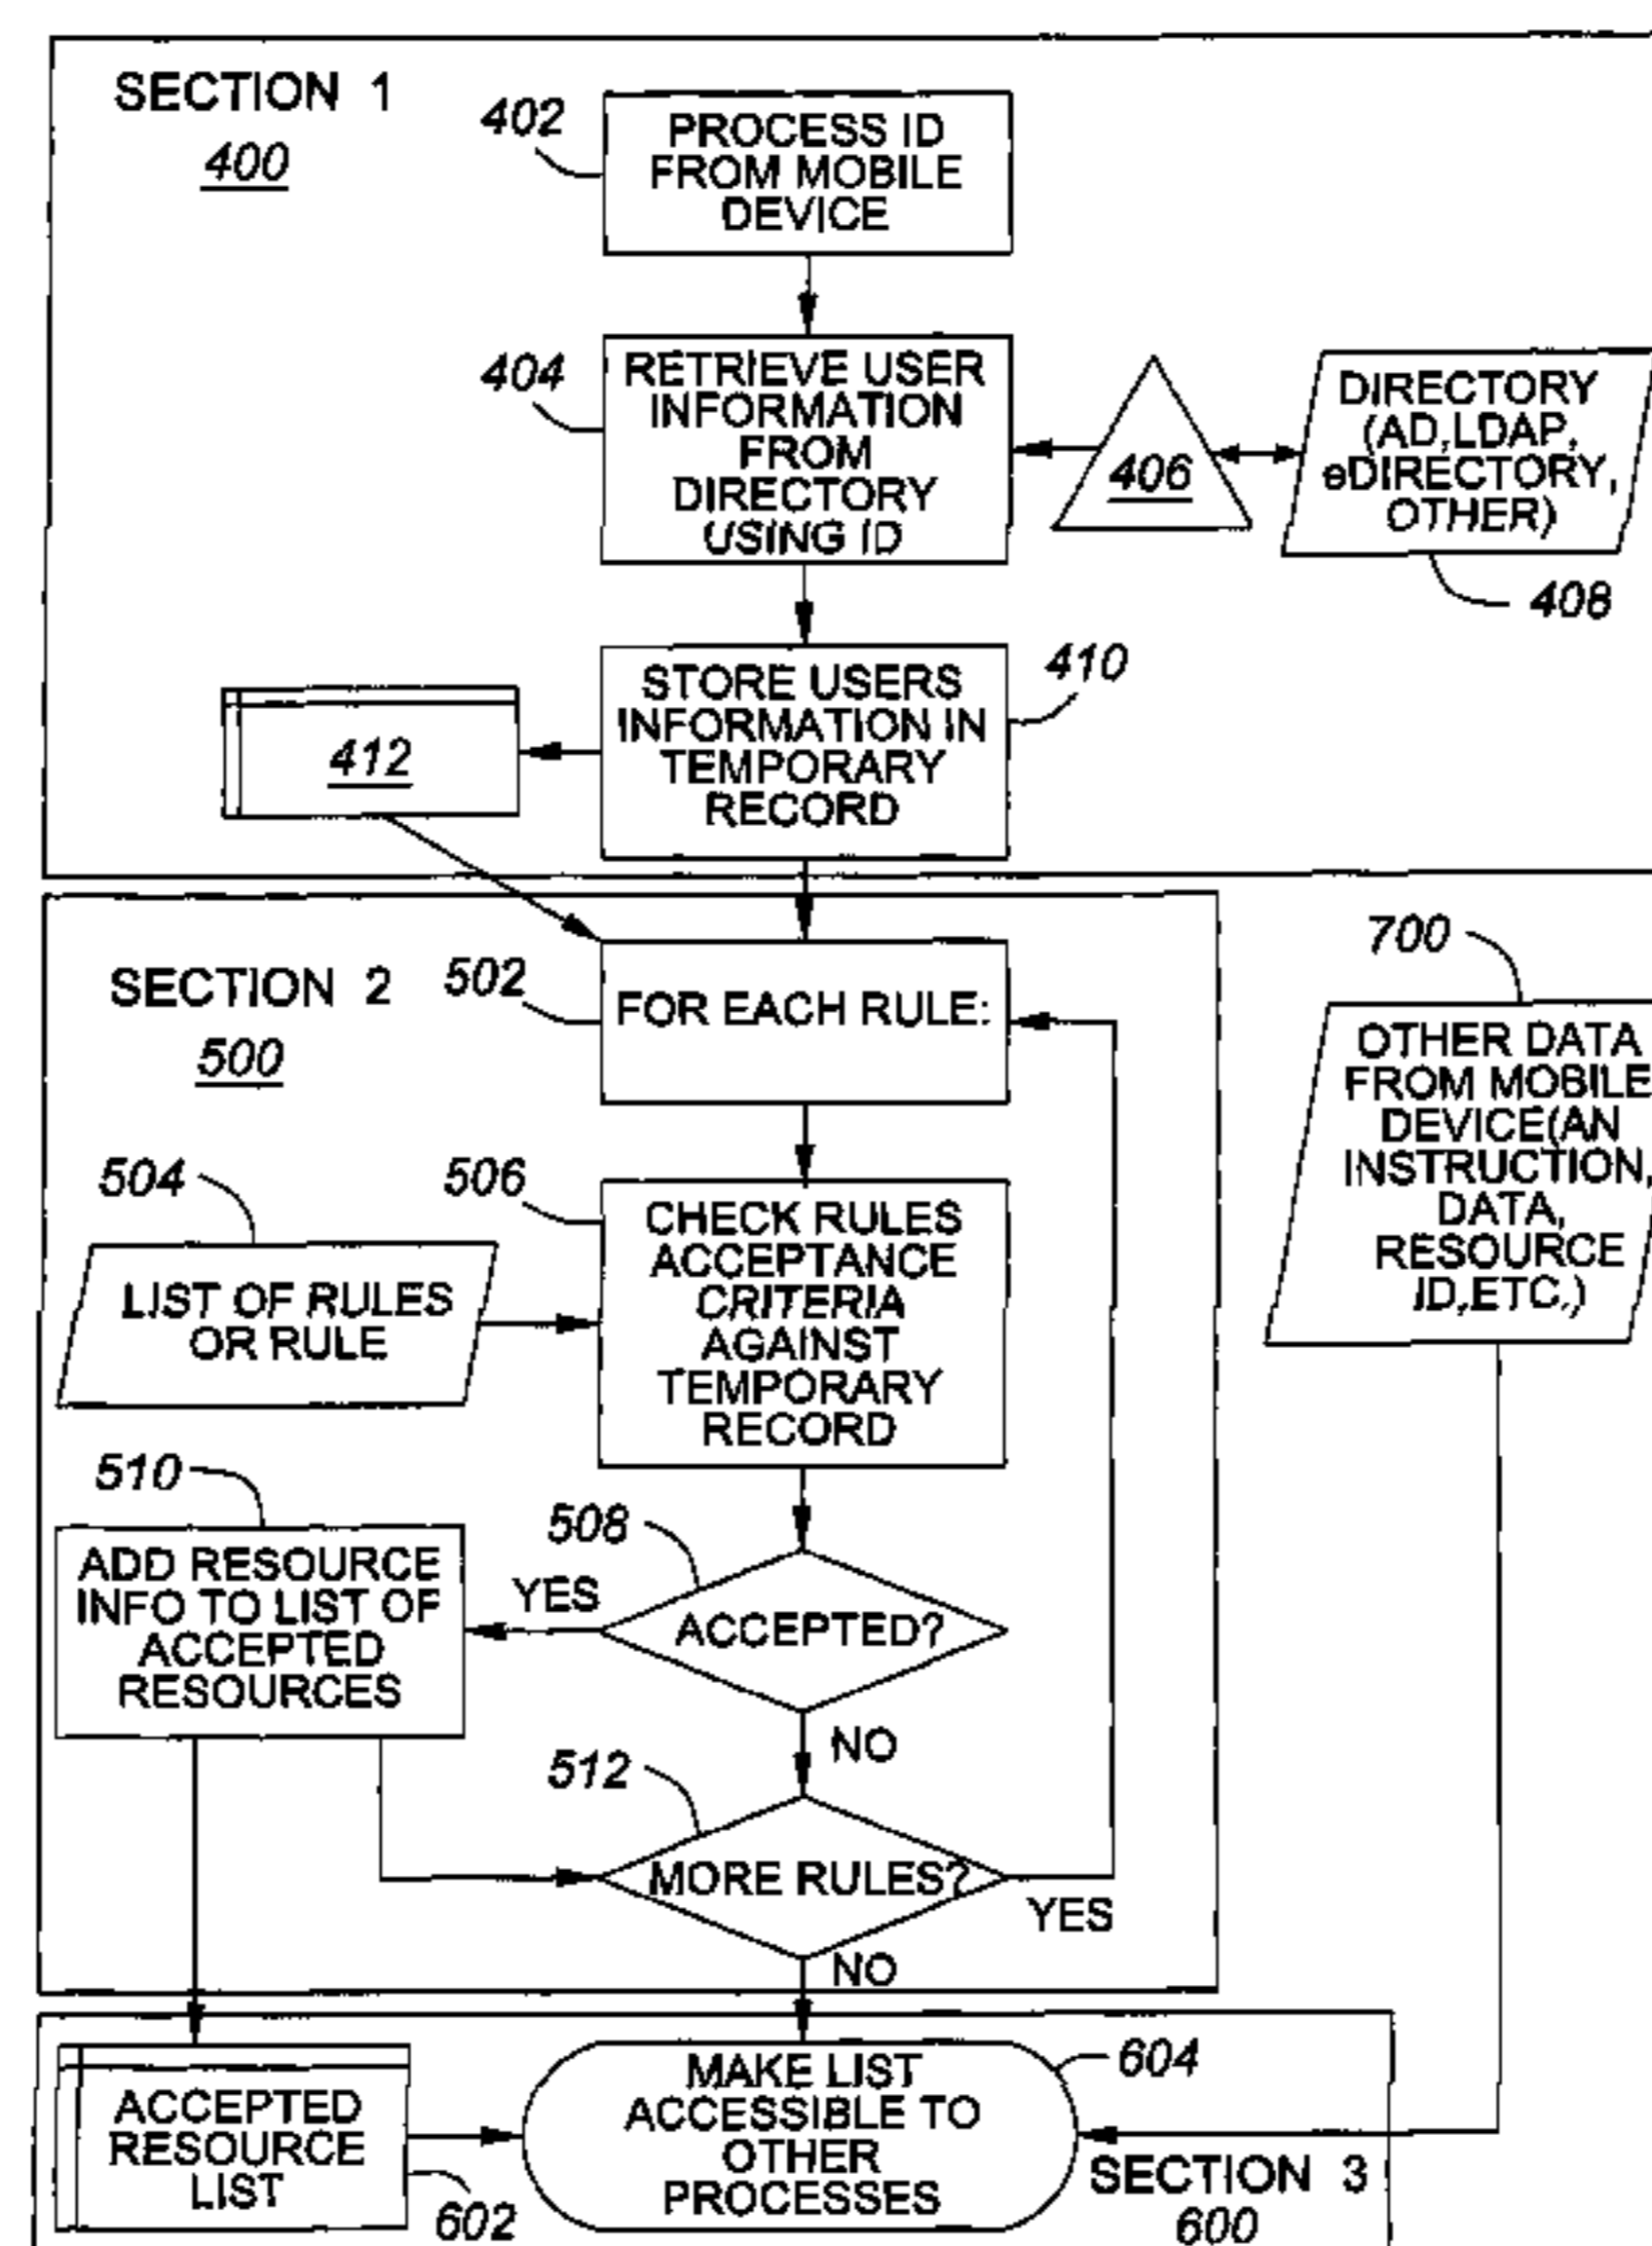 SECTION 1
400
402
PROCESS ID
FROM MOBILE
DEVICE
404
RETRIEVE USER
INFORMATION
FROM
DIRECTORY
USING ID
406
DIRECTORY
(AD,LDAP,
eDIRECTORY,
OTHER)
408
410
STORE USERS
INFORMATION IN
TEMPORARY
RECORD
412
SECTION 2
500
502
FOR EACH RULE:
700
OTHER DATA
FROM MOBILE
DEVICE(AN
INSTRUCTION,
DATA,
RESOURCE
ID,ETC.)
504
LIST OF RULES
OR RULE
506
CHECK RULES
ACCEPTANCE
CRITERIA
AGAINST
TEMPORARY
RECORD
510
ADD RESOURCE
INFO TO LIST OF
ACCEPTED
RESOURCES
508
YES
ACCEPTED?
NO
512
MORE RULES?
YES
NO
ACCEPTED
RESOURCE
LIST
602
MAKE LIST
ACCESSIBLE TO
OTHER
PROCESSES
604
SECTION 3
600